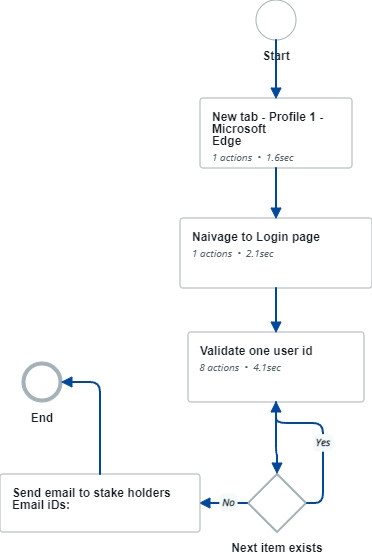 Start
New tab - Profile 1 -
Microsoft
Edge
1 actions • 1.6sec
Naivage to Login page
1 actions • 2.1sec
Validate one user id
8 actions • 4.1sec
End
Yes
Send email to stake holders
Email iDs:
No
Next item exists